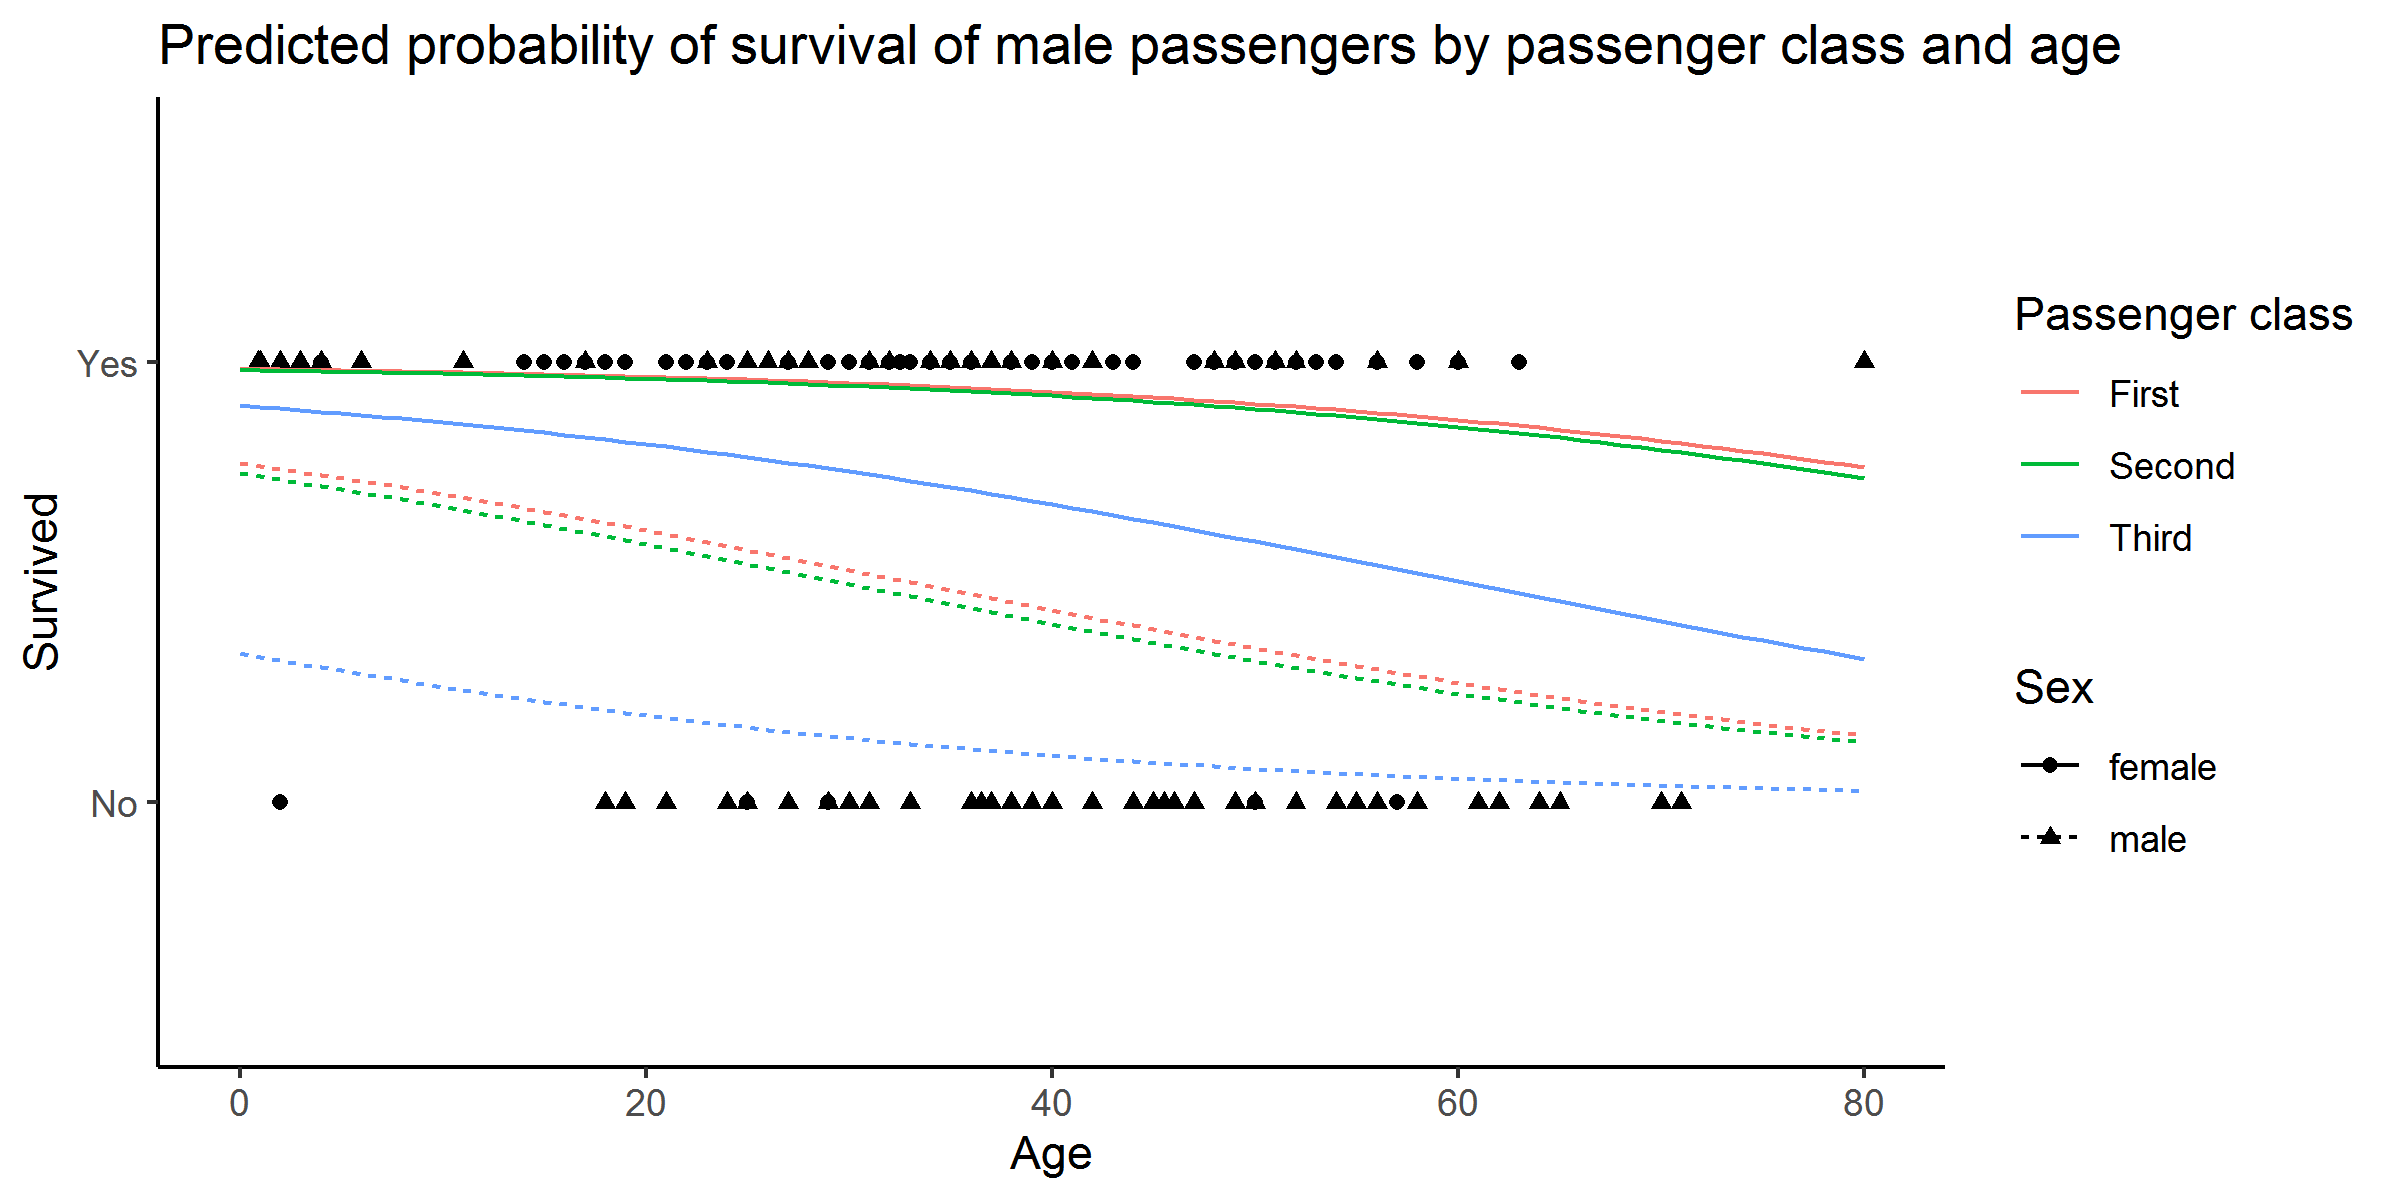 Predicted probability of survival of male passengers by passenger class and age
Survived
Yes
No
0
20
40
60
80
Age
Passenger class
First
Second
Third
Sex
female
male